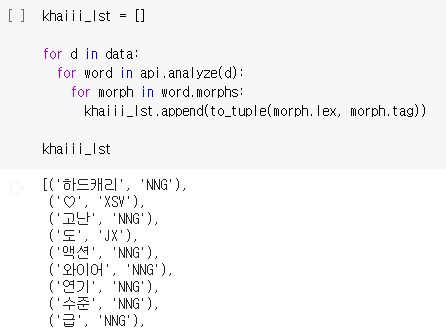 [ ] khaiii_lst = []
for d in data:
for word in api.analyze(d):
for morph in word.morphs:
khaiii_lst.append(to_tuple(morph.lex, morph.tag))
khaiii_lst
[('하드캐리', 'NNG'),
('♡', 'XSV'),
('고난', 'NNG'),
('도', 'JX'),
('액션', 'NNG'),
('와이어', 'NNG'),
('연기', 'NNG'),
('수준', 'NNG'),
('급', 'NNG'),